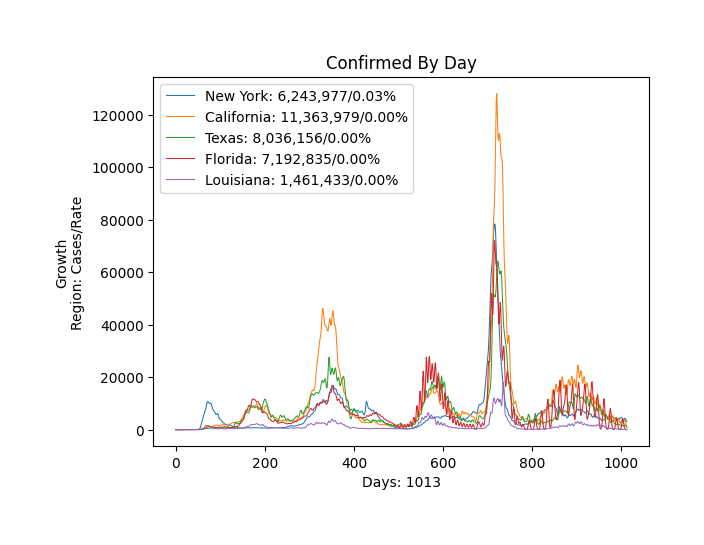 Confirmed By Day
New York: 6,243,977/0.03%
California: 11,363,979/0.00%
Texas: 8,036,156/0.00%
Florida: 7,192,835/0.00%
Louisiana: 1,461,433/0.00%
120000
100000
80000
60000
40000
20000
0
Growth
Region: Cases/Rate
0 200 400 600 800 1000
Days: 1013